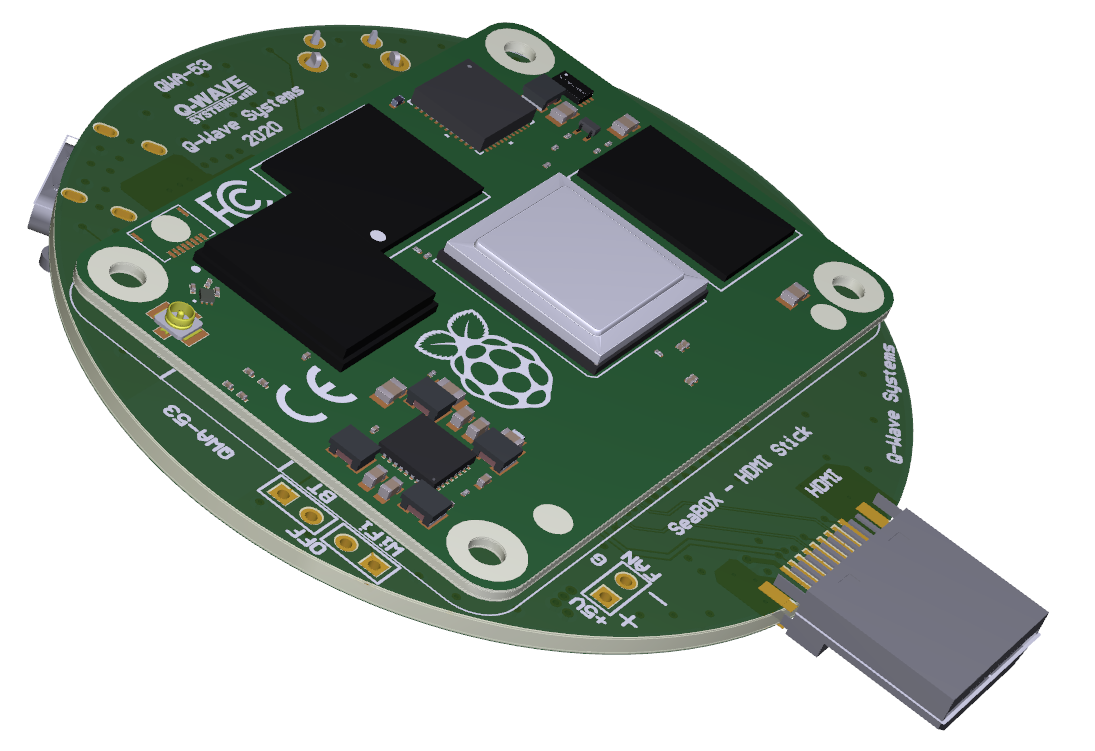 QWA-53
Q-WAVE
SYSTEMS
Q-Wave Systems
2020
FC
CE
QWA-53
BT
WiFi
OFF
G
FAN
+5V
+
-
SeaBOX - HDMI Stick
HDMI
Q-Wave Systems